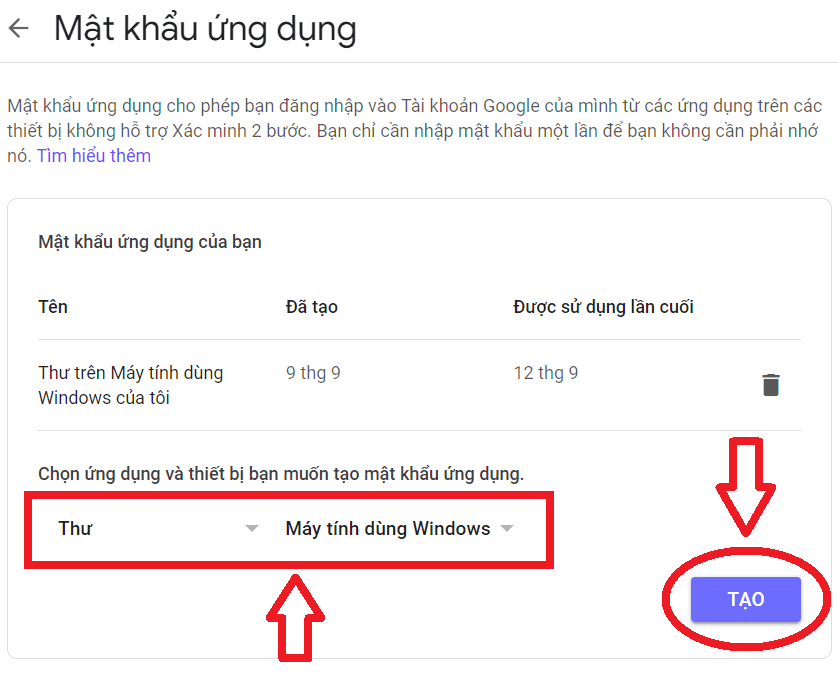 Mật khẩu ứng dụng
Mật khẩu ứng dụng cho phép bạn đăng nhập vào Tài khoản Google của mình từ các ứng dụng trên các
thiết bị không hỗ trợ Xác minh 2 bước. Bạn chỉ cần nhập mật khẩu một lần để bạn không cần phải nhớ
nó. Tìm hiểu thêm
Mật khẩu ứng dụng của bạn
Tên Đã tạo Được sử dụng lần cuối
Thư trên Máy tính dùng 9 thg 9 12 thg 9
Windows của tôi
Chọn ứng dụng và thiết bị bạn muốn tạo mật khẩu ứng dụng.
Thư Máy tính dùng Windows
TẠO